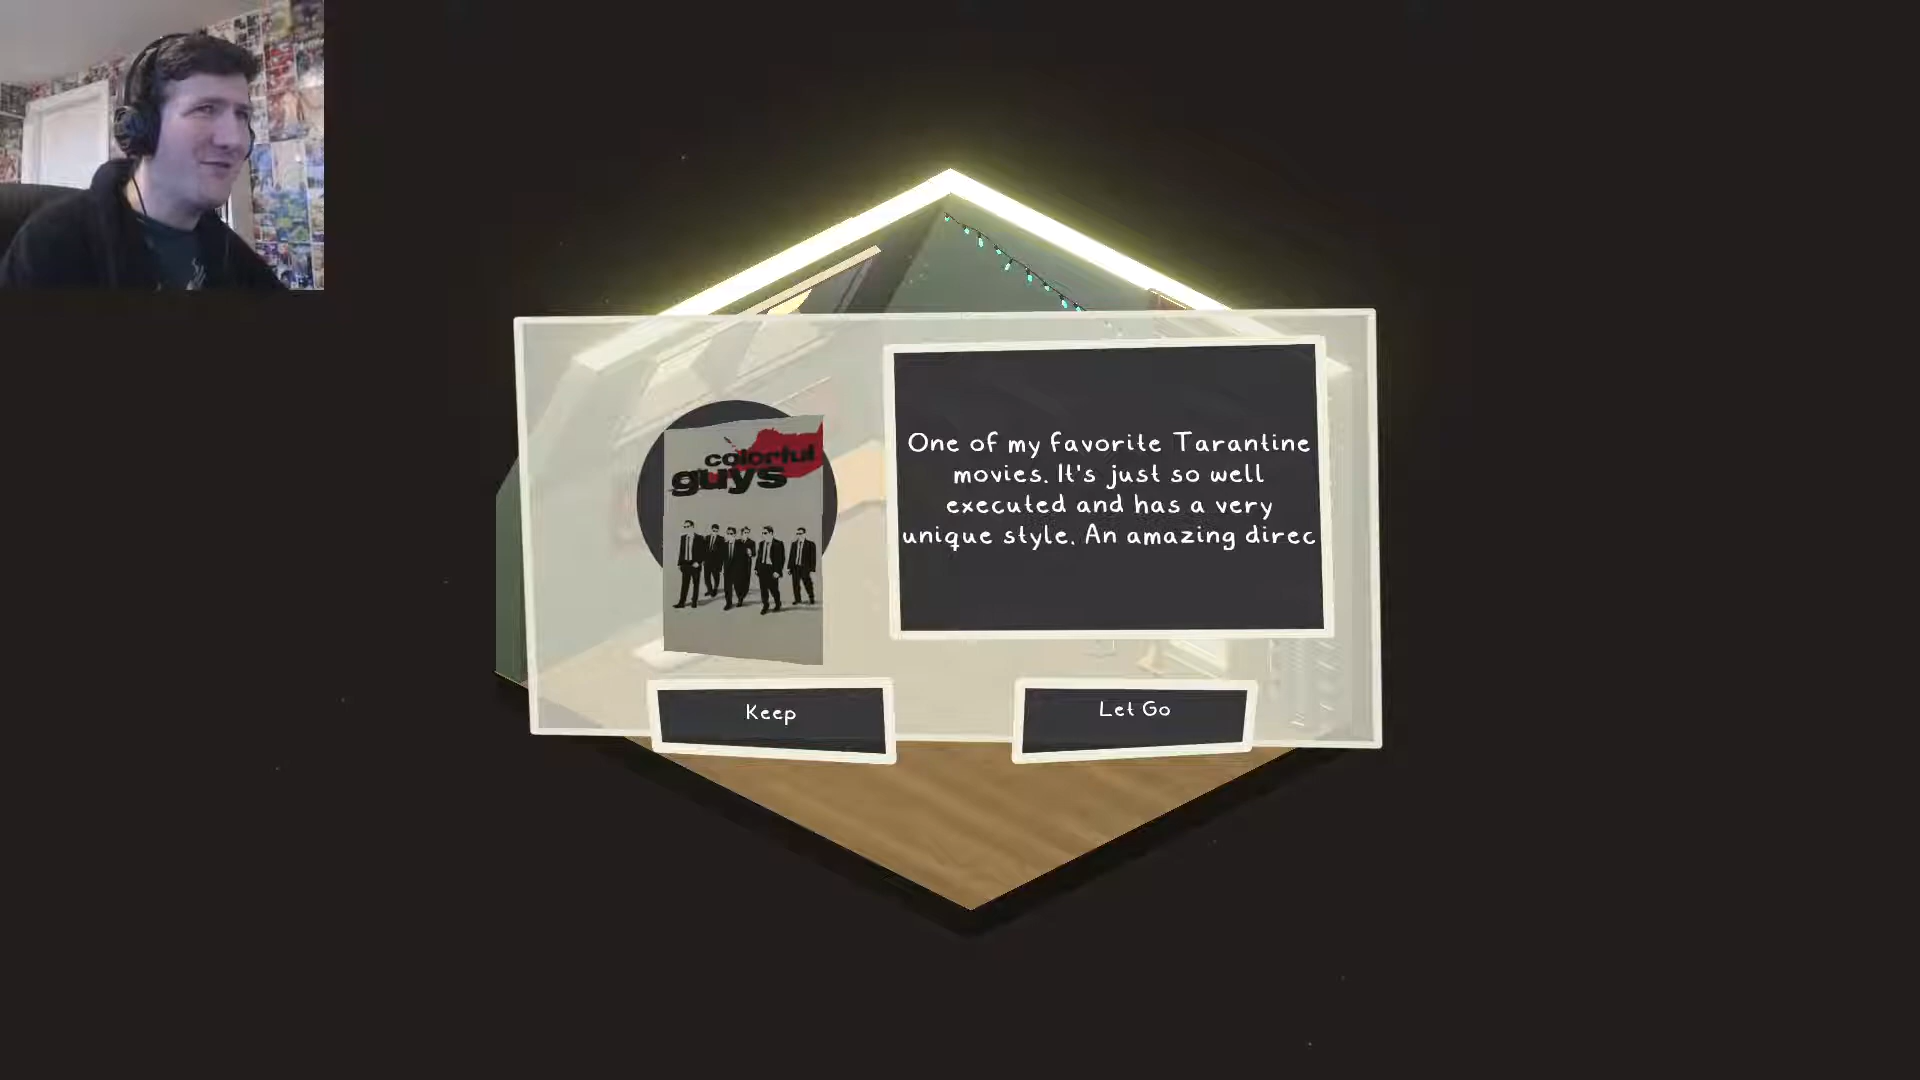 colorful
guys
One of my favorite Tarantine
movies. It's just so well
executed and has a very
unique style. An amazing direc
Keep
Let Go